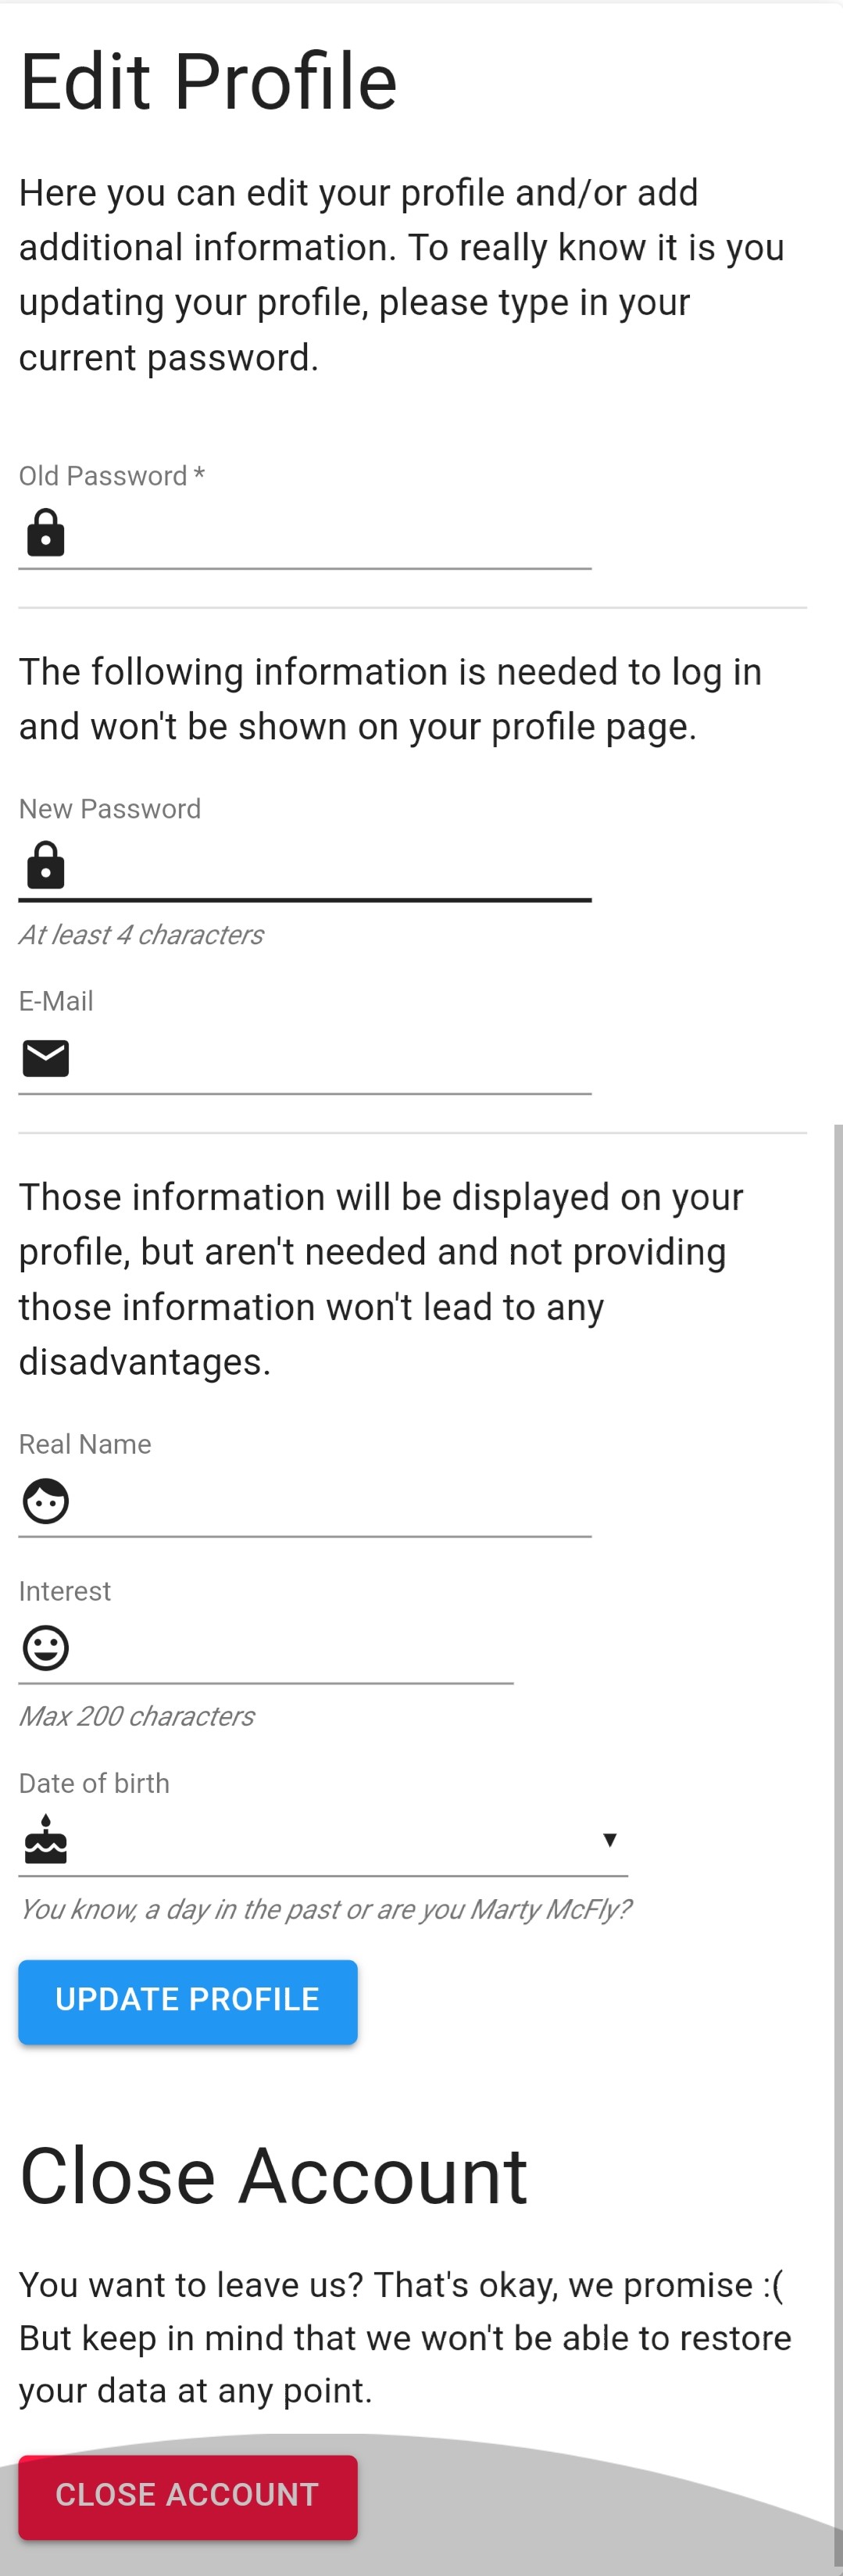 Edit Profile
Here you can edit your profile and/or add
additional information. To really know it is you
updating your profile, please type in your
current password.
Old Password *
The following information is needed to log in
and won't be shown on your profile page.
New Password
At least 4 characters
E-Mail
Those information will be displayed on your
profile, but aren't needed and not providing
those information won't lead to any
disadvantages.
Real Name
Interest
Max 200 characters
Date of birth
You know, a day in the past or are you Marty McFly?
UPDATE PROFILE
Close Account
You want to leave us? That's okay, we promise :(
But keep in mind that we won't be able to restore
your data at any point.
CLOSE ACCOUNT